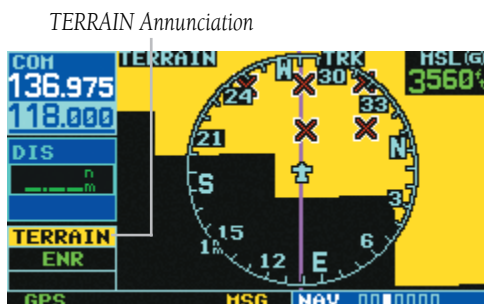 TERRAIN Annunciation
COM
136.975
118.000
TERRAIN
TRK
MSL(G)
3560
DIS
n
m
TERRAIN
ENR
W
30
24
33
21
N
S
3
15
1
12
E
6
GPS
MSG
NAV